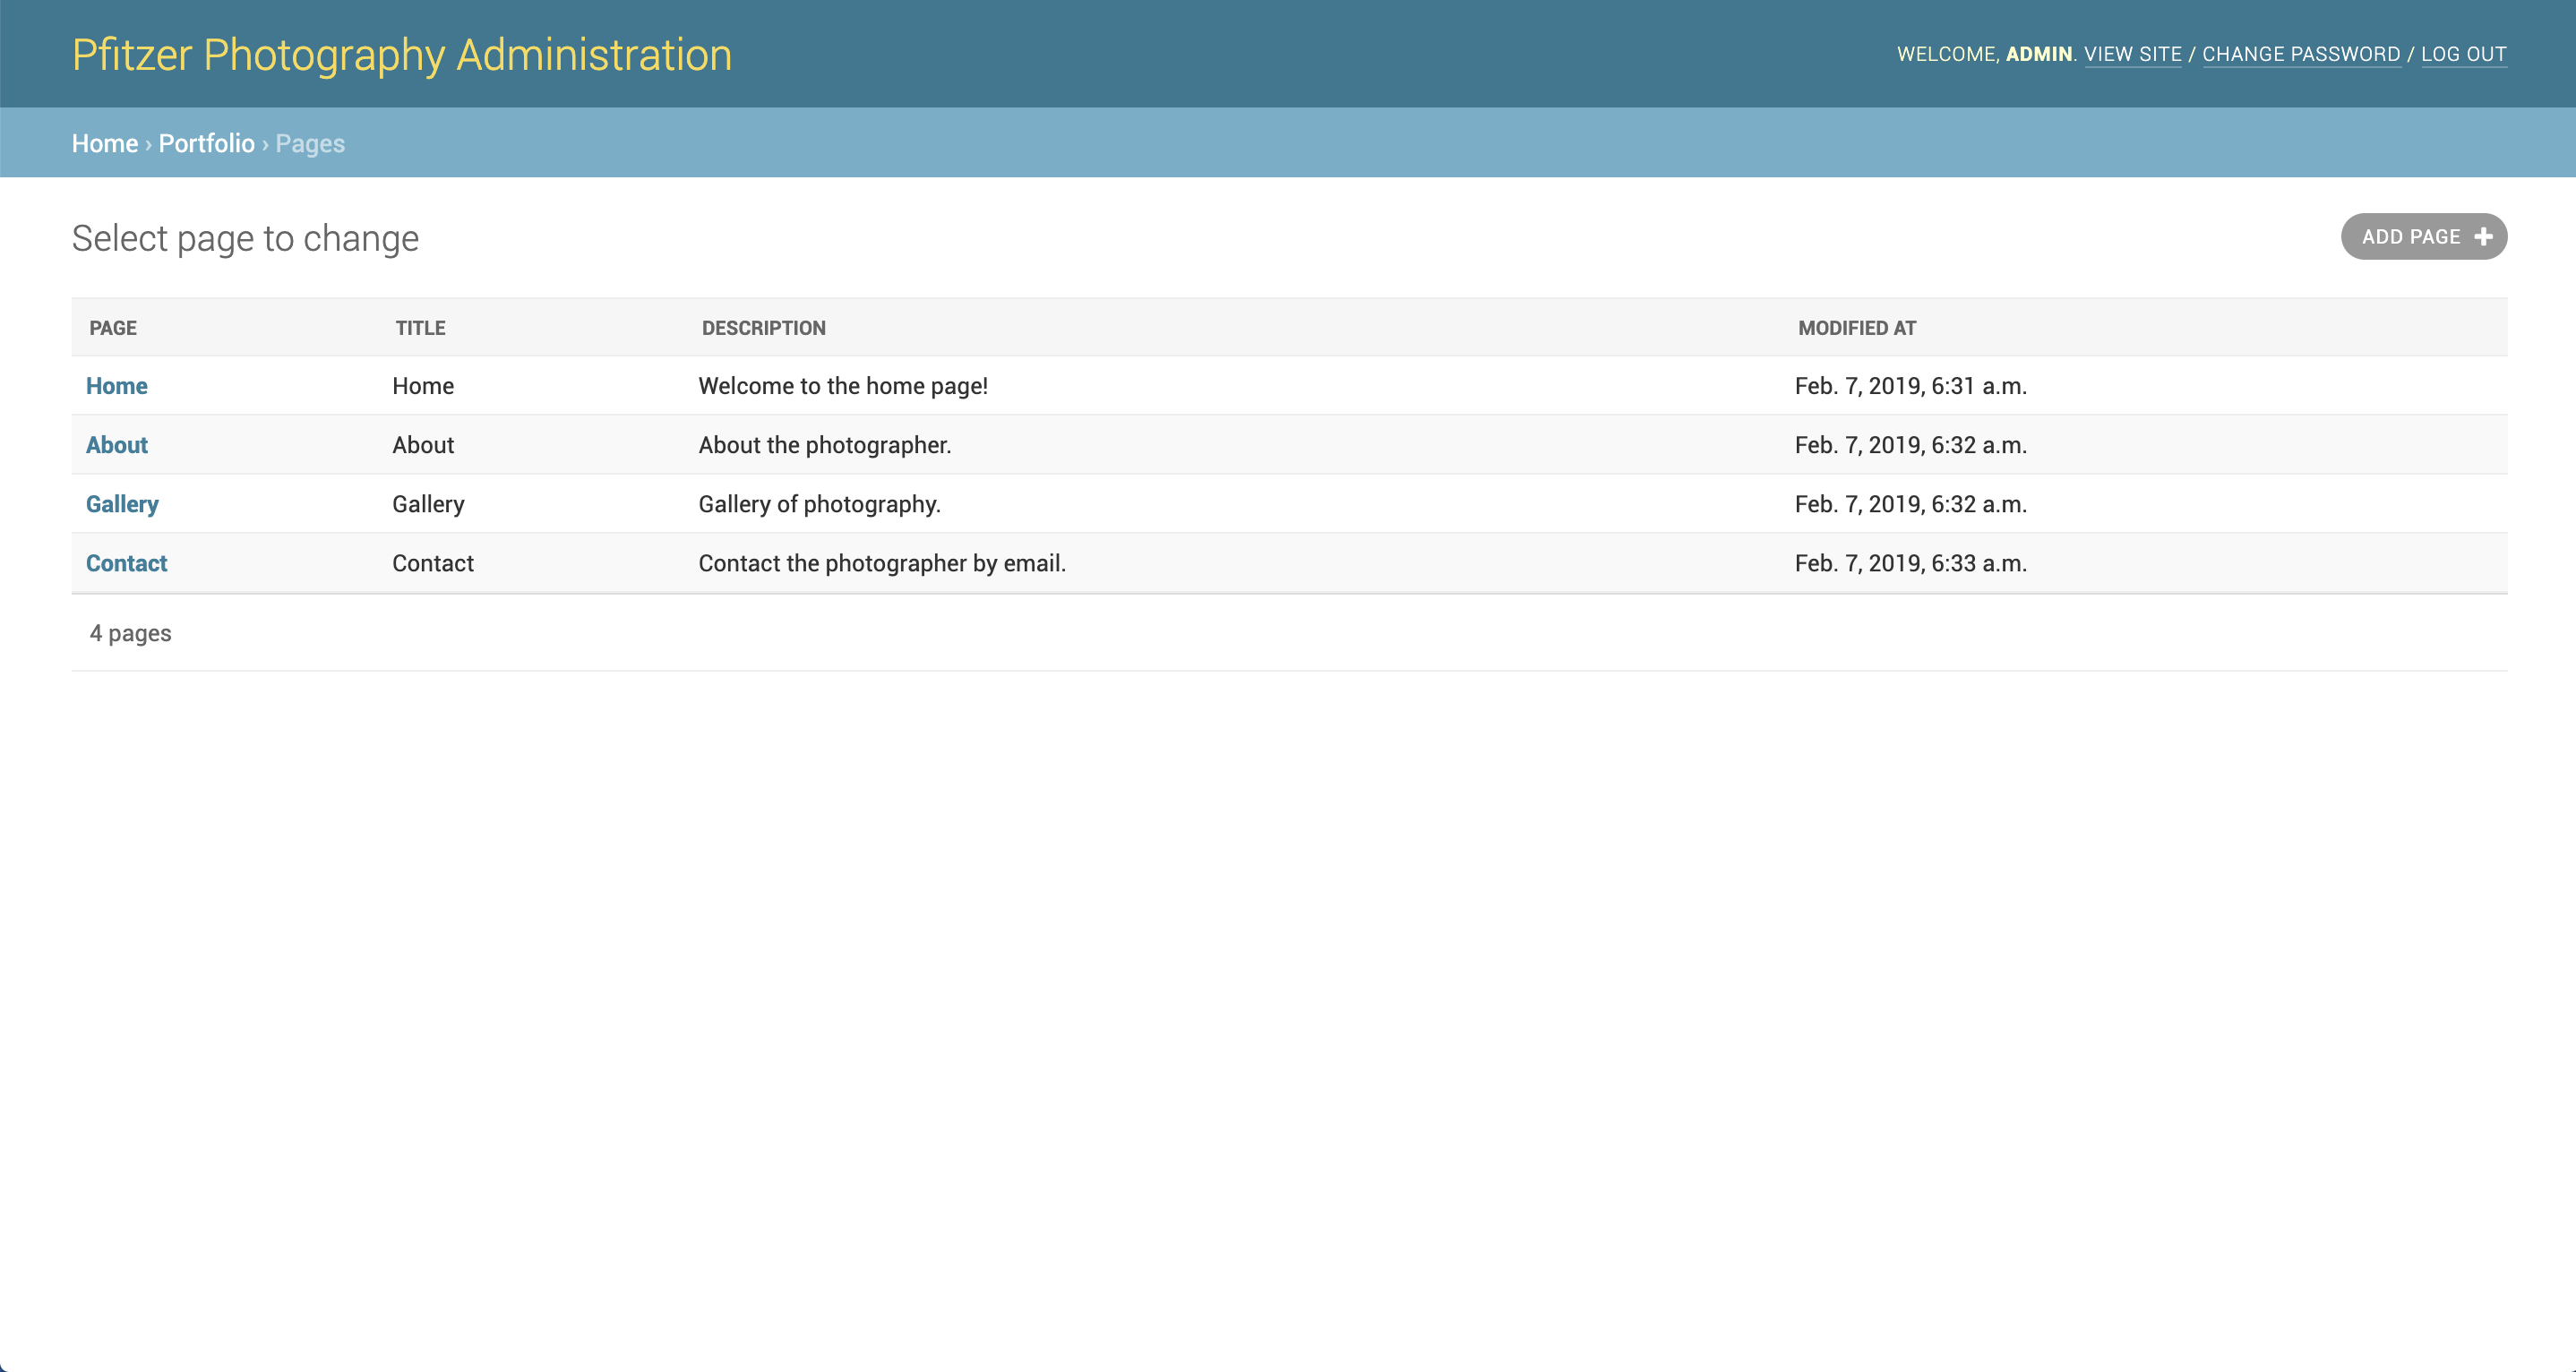 Pfitzer Photography Administration
WELCOME, ADMIN. VIEW SITE / CHANGE PASSWORD / LOG OUT
Home › Portfolio › Pages
Select page to change
ADD PAGE +
PAGE TITLE DESCRIPTION MODIFIED AT
Home Home Welcome to the home page! Feb. 7, 2019, 6:31 a.m.
About About About the photographer. Feb. 7, 2019, 6:32 a.m.
Gallery Gallery Gallery of photography. Feb. 7, 2019, 6:32 a.m.
Contact Contact Contact the photographer by email. Feb. 7, 2019, 6:33 a.m.
4 pages